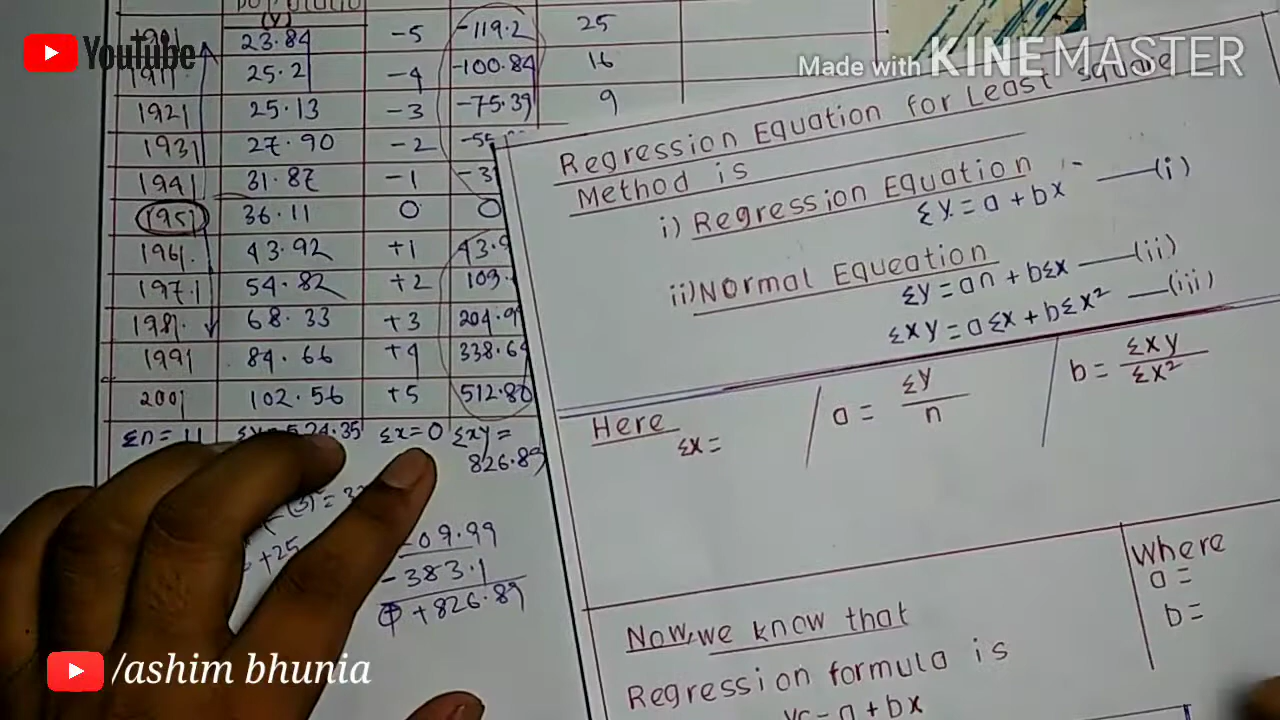 YouTube
Made with KINEMASTER
(Y)
1901 23.84 -5 -119.2 25
1911 25.21 -4 -100.84 16
1921 25.13 -3 -75.39 9
1931 27.90 -2
1941 31.87 -1
1951 36.11 0 0
1961 43.92 +1
1971 54.82 +2
1981 68.33 +3
1991 84.66 +4 338.64
2001 102.56 +5 512.80
Σn = 11 Σx=0 Σxy=
826.89
+25
-383.1
+826.89
Regression Equation for Least square
Method is
i) Regression Equation :-
ΣY = a + bx —(i)
ii) Normal Equeation
ΣY = an + bΣx —(ii)
Σxy = aΣx + bΣx² —(iii)
Here
Σx =
a = ΣY
n
b = Σxy
Σx²
Where
a =
b =
Now, we know that
Regression formula is
Yc = a + bx
/ashim bhunia